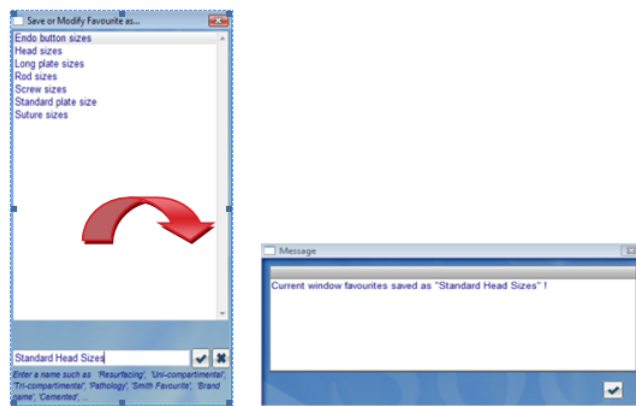 Save or Modify Favourite as...
Endo button sizes
Head sizes
Long plate sizes
Rod sizes
Screw sizes
Standard plate size
Suture sizes
Standard Head Sizes
Enter a name such as 'Resurfacing', 'Uni-compartimental',
'Tri-compartimental', 'Pathology', 'Smith Favourite', 'Brand
name', 'Cemented', ...
Message
Current window favourites saved as "Standard Head Sizes" !